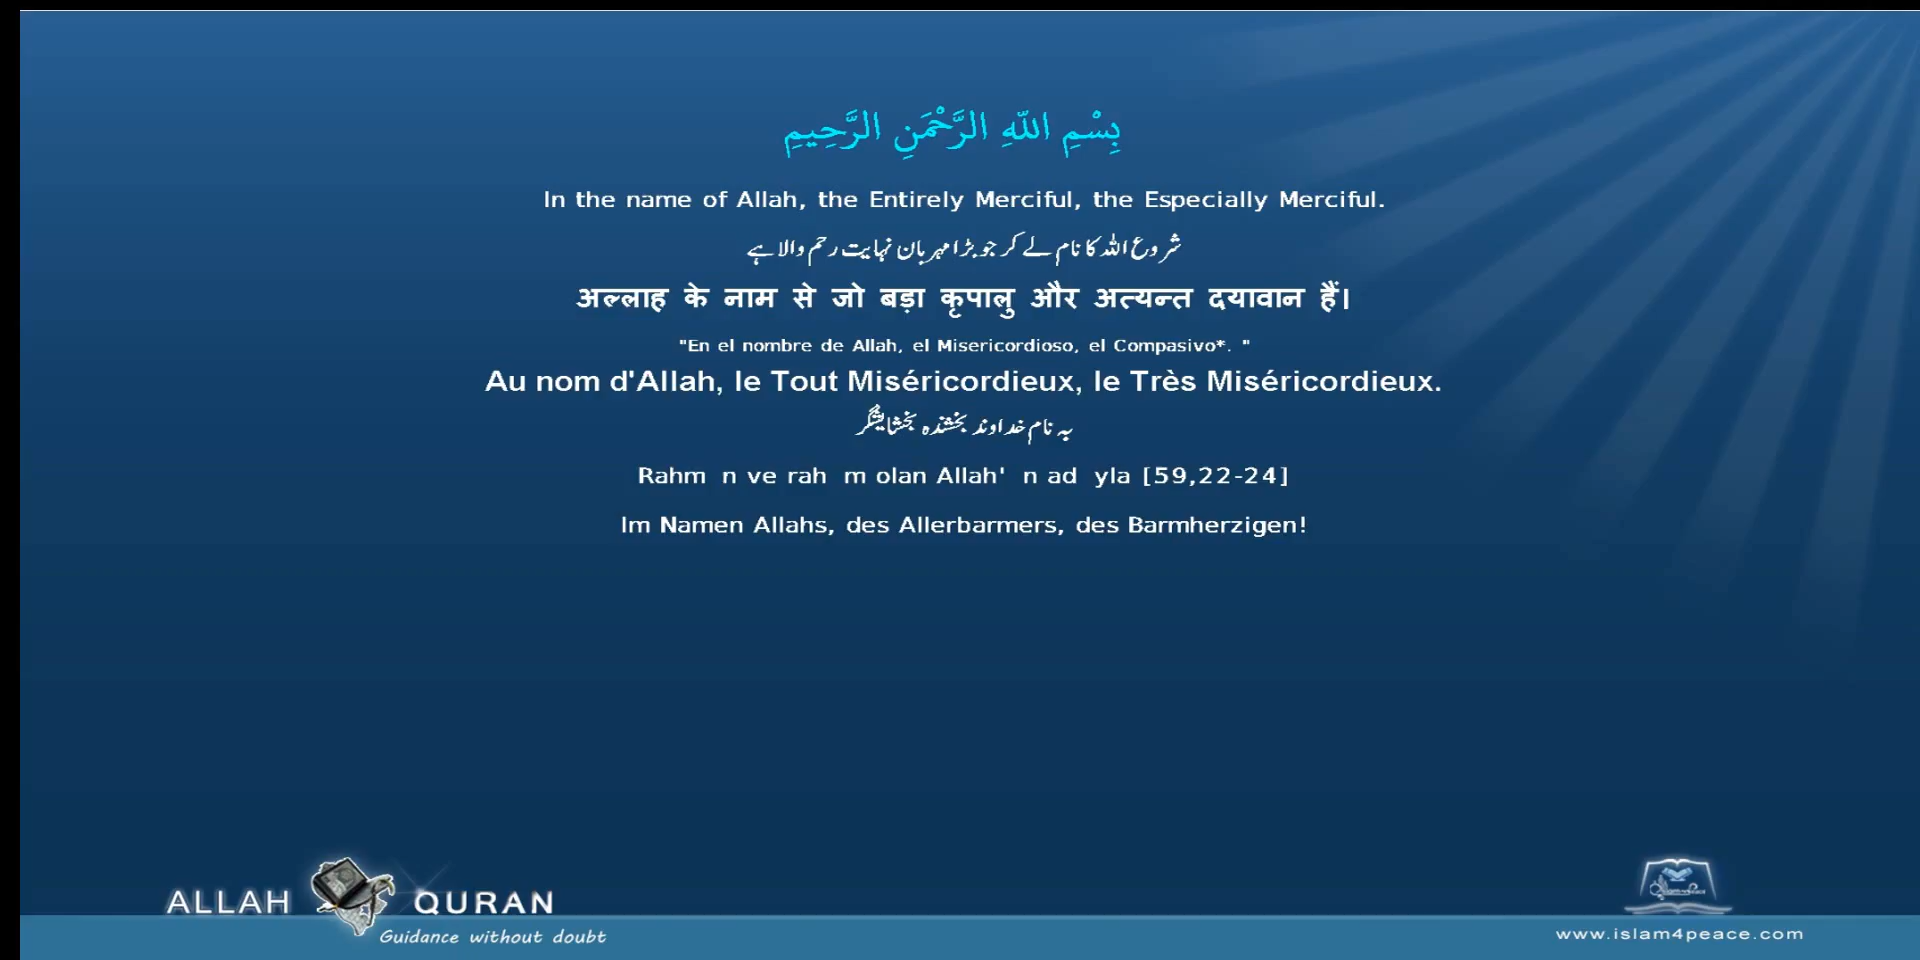 بِسْمِ اللَّهِ الرَّحْمَنِ الرَّحِيمِ
In the name of Allah, the Entirely Merciful, the Especially Merciful.
شروع الله کا نام لے کر جو بڑا مہربان نہایت رحم والا ہے
अल्लाह के नाम से जो बड़ा कृपालु और अत्यन्त दयावान हैं।
"En el nombre de Allah, el Misericordioso, el Compasivo*. "
Au nom d'Allah, le Tout Miséricordieux, le Très Miséricordieux.
به نام خداوند بخشنده بخشایشگر
Rahm n ve rah m olan Allah' n ad yla [59,22-24]
Im Namen Allahs, des Allerbarmers, des Barmherzigen!
ALLAH QURAN
Guidance without doubt
www.islam4peace.com